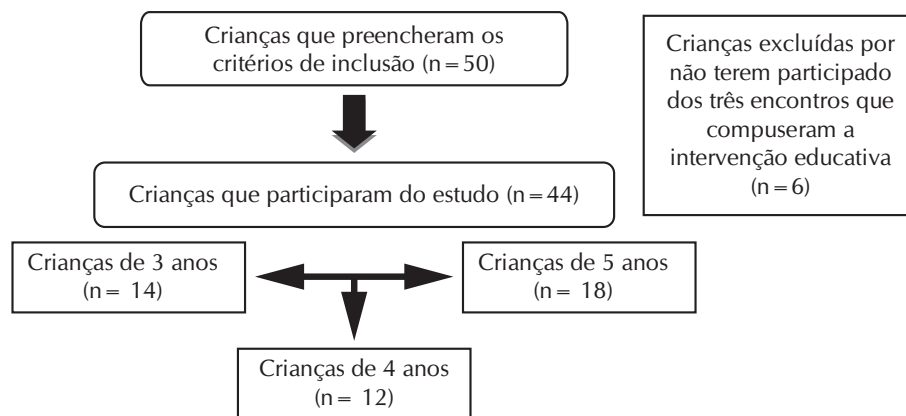 Crianças que preencheram os
critérios de inclusão (n=50)
Crianças excluídas por
não terem participado
dos três encontros que
compuseram a
intervenção educativa
(n=6)
Crianças que participaram do estudo (n=44)
Crianças de 3 anos
(n= 14)
Crianças de 5 anos
(n= 18)
Crianças de 4 anos
(n= 12)